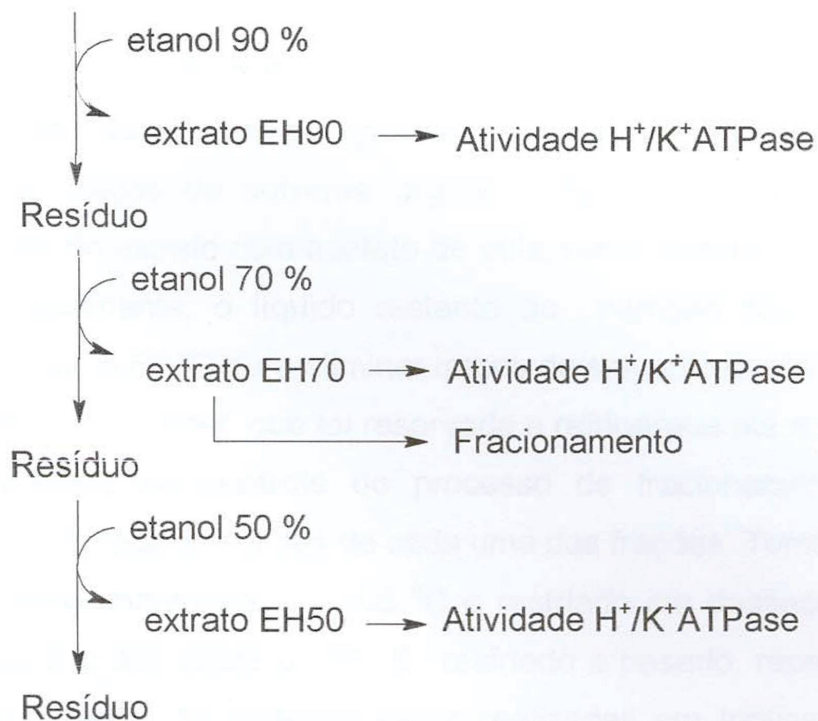 etanol 90 %
extrato EH90 → Atividade H⁺/K⁺ATPase
Resíduo
etanol 70 %
extrato EH70 → Atividade H⁺/K⁺ATPase
Fracionamento
Resíduo
etanol 50 %
extrato EH50 → Atividade H⁺/K⁺ATPase
Resíduo